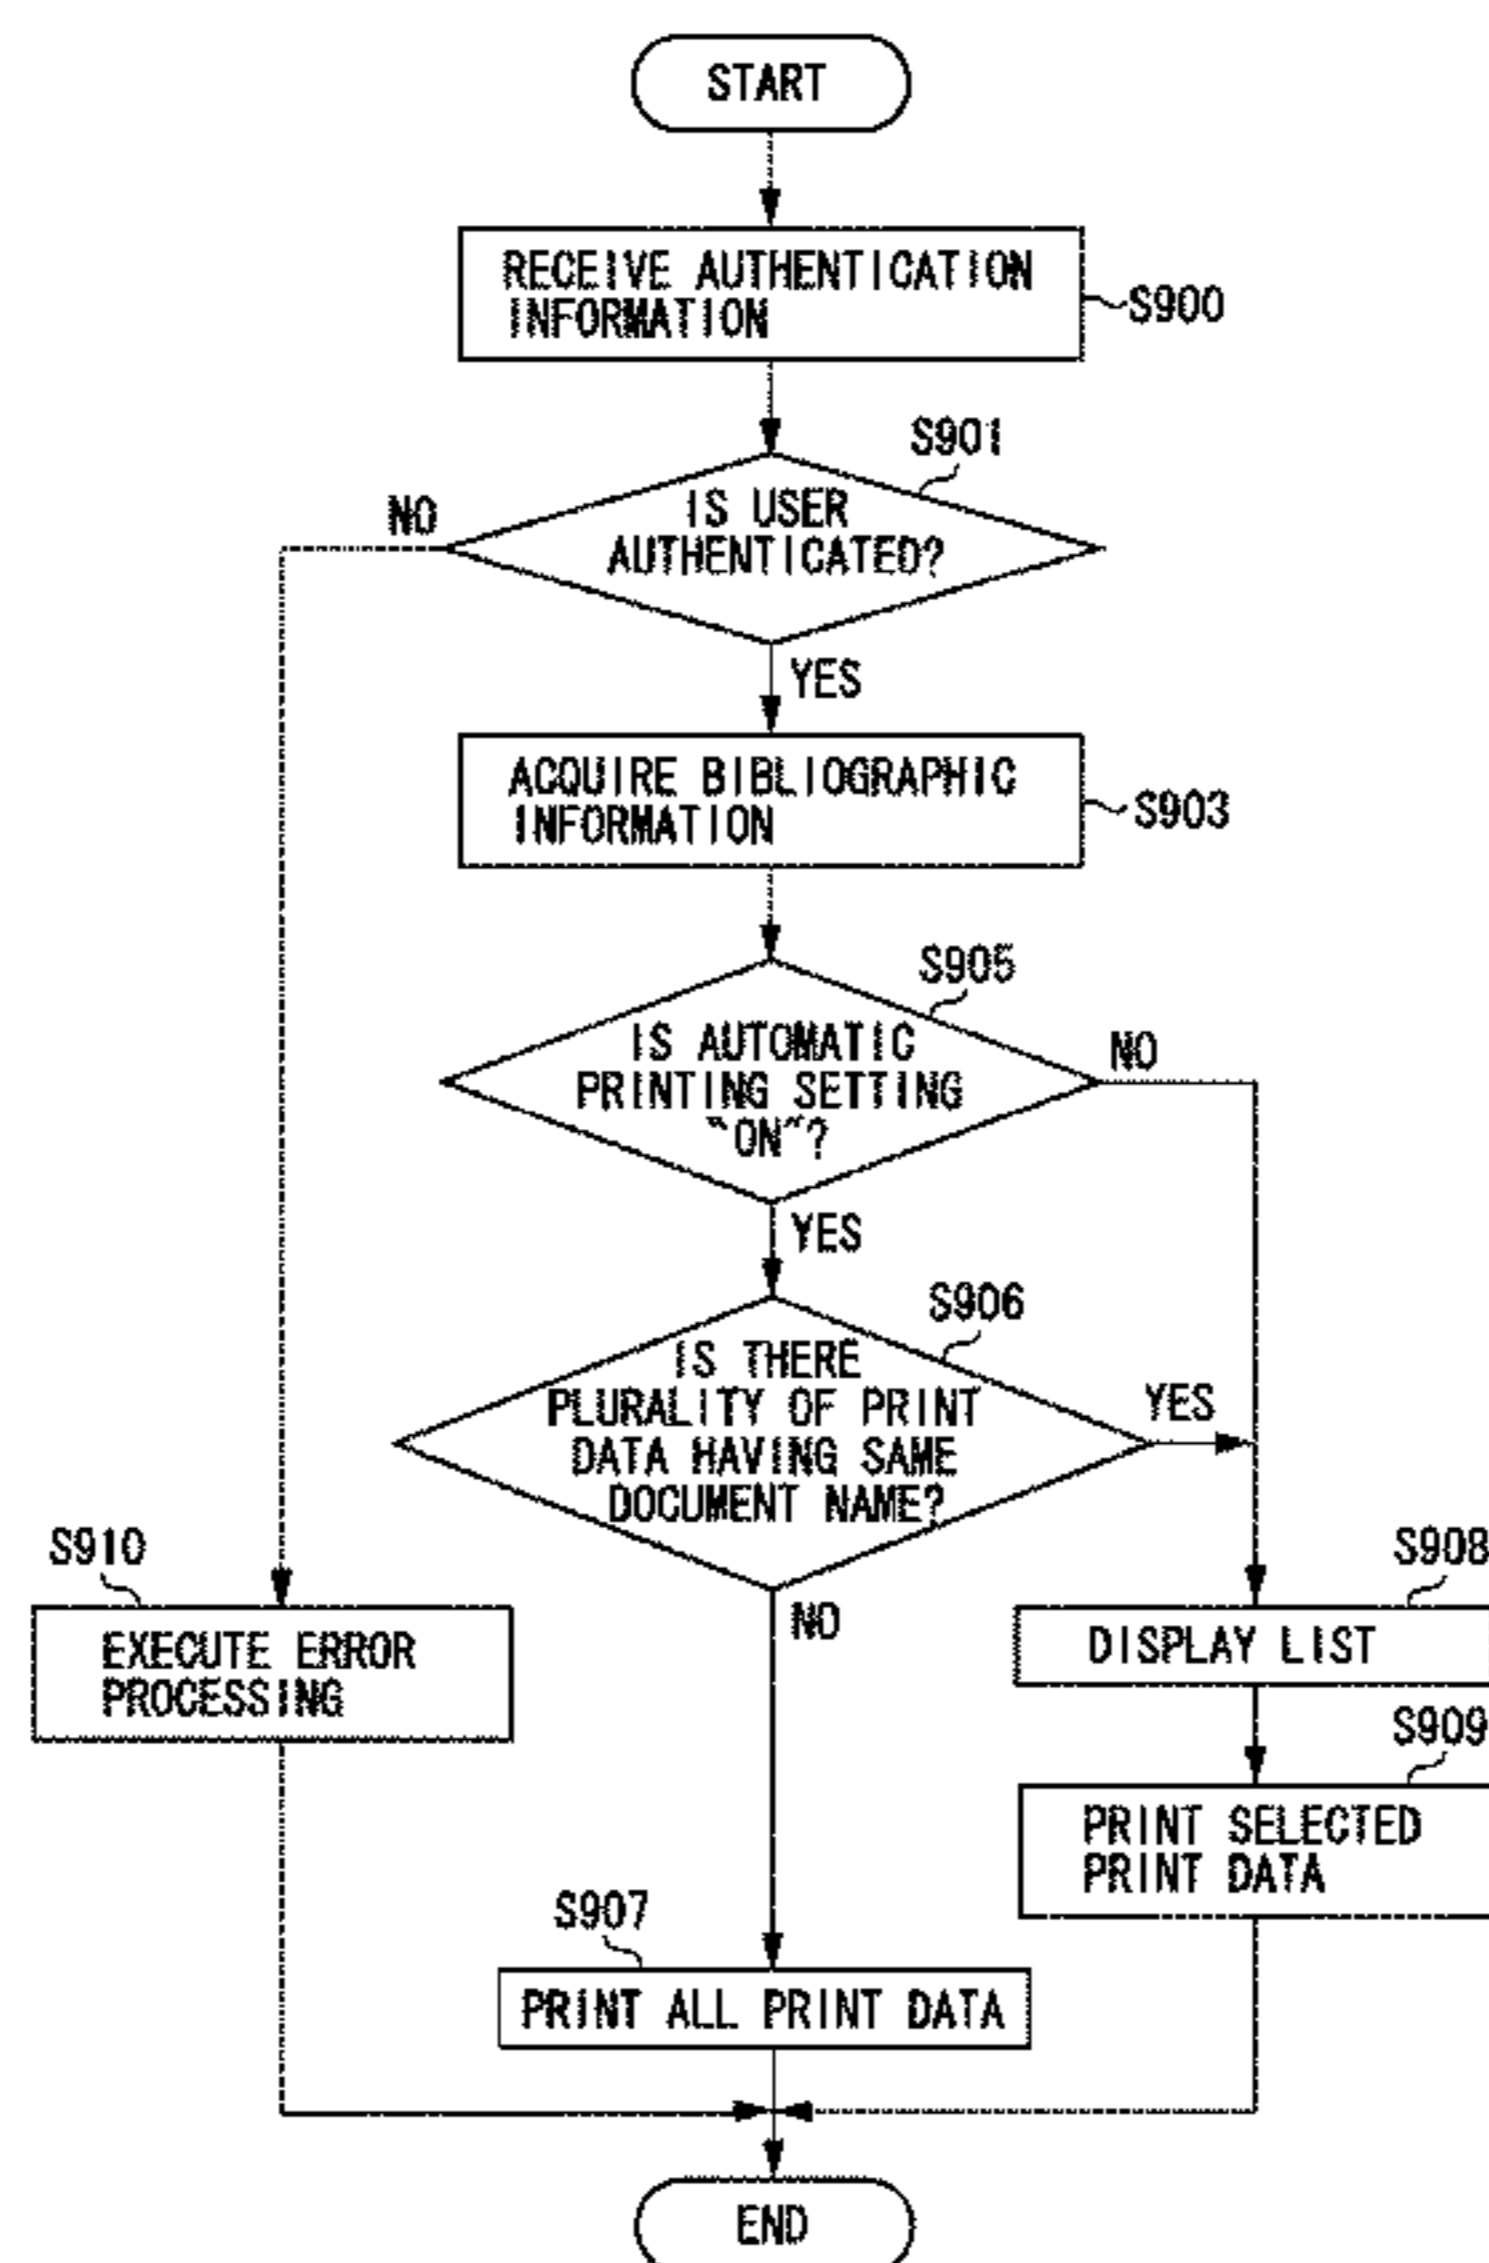 START
RECEIVE AUTHENTICATION
INFORMATION
S900
S901
IS USER
AUTHENTICATED?
NO
YES
ACQUIRE BIBLIOGRAPHIC
INFORMATION
S903
S905
IS AUTOMATIC
PRINTING SETTING
“ON”?
NO
YES
S906
IS THERE
PLURALITY OF PRINT
DATA HAVING SAME
DOCUMENT NAME?
YES
NO
S910
EXECUTE ERROR
PROCESSING
S908
DISPLAY LIST
S909
PRINT SELECTED
PRINT DATA
S907
PRINT ALL PRINT DATA
END